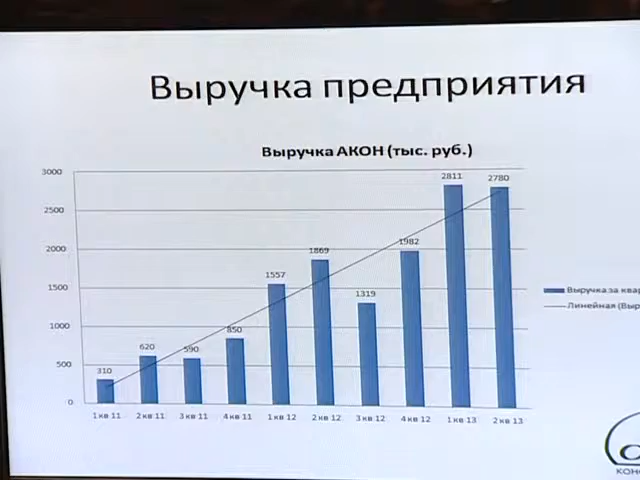 Выручка предприятия
Выручка АКОН (тыс. руб.)
3000
2500
2000
1500
1000
500
0
310
620
590
850
1557
1869
1319
1982
2811
2780
1 кв 11
2 кв 11
3 кв 11
4 кв 11
1 кв 12
2 кв 12
3 кв 12
4 кв 12
1 кв 13
2 кв 13
Выручка за ква
Линейная (Выр
КОН